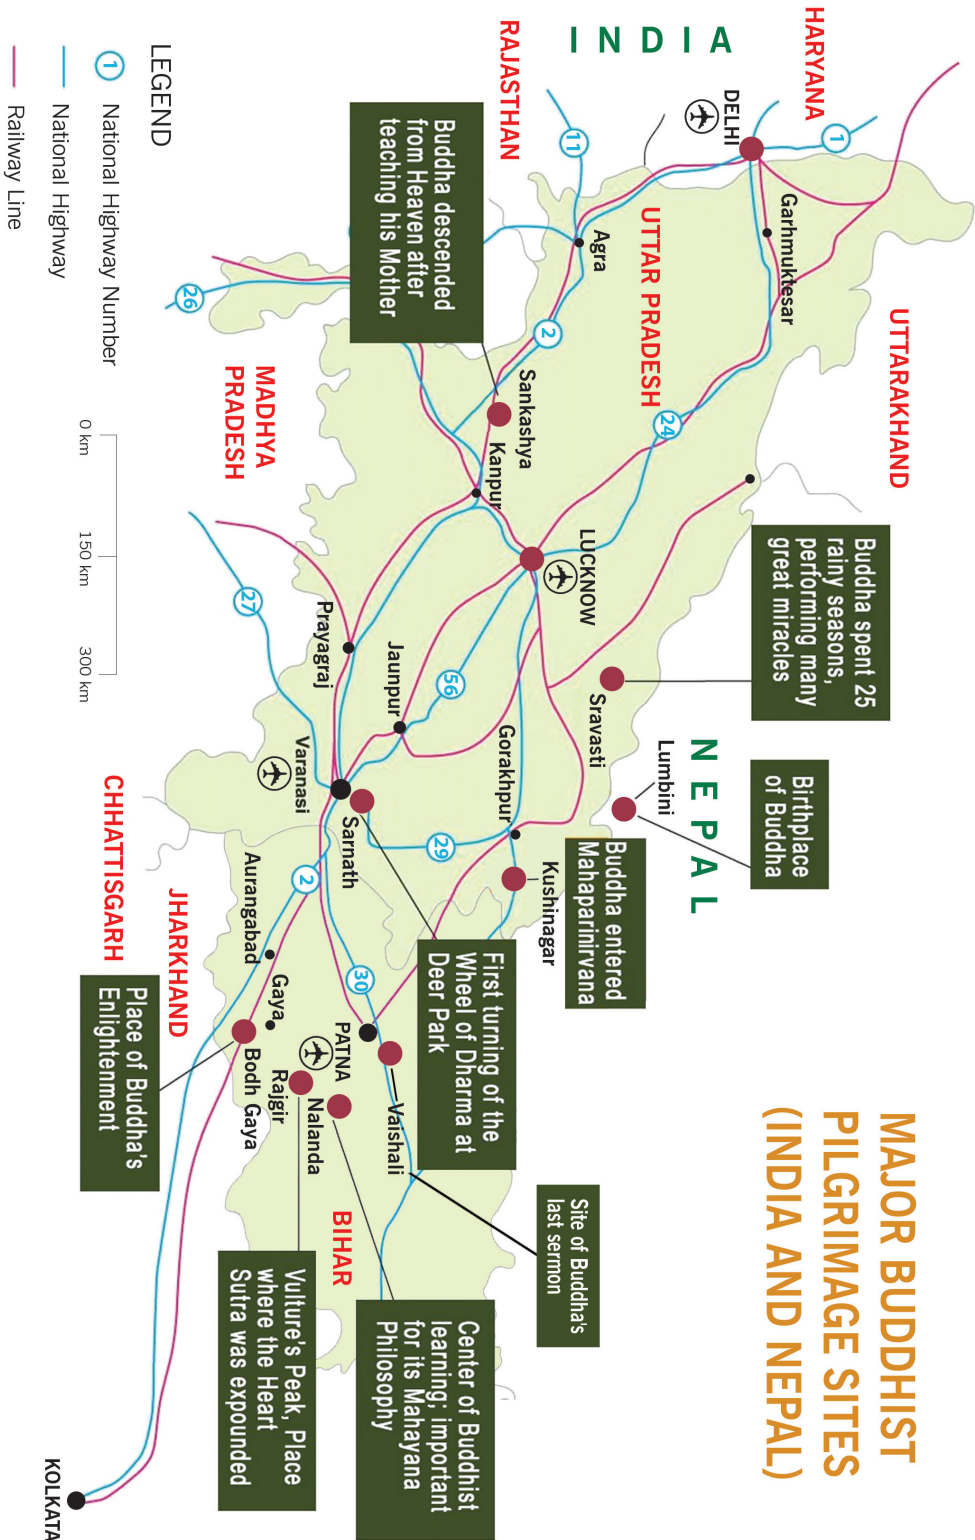 MAJOR BUDDHIST
PILGRIMAGE SITES
(INDIA AND NEPAL)
HARYANA
UTTARAKHAND
INDIA
DELHI
1
Garhmuktesar
Buddha spent 25
rainy seasons,
performing many
great miracles
Birthplace
of Buddha
NEPAL
RAJASTHAN
11
Agra
UTTAR PRADESH
24
Lumbini
Sravasti
Buddha entered
Mahaparinirvana
Site of Buddha's
last sermon
LUCKNOW
2
Sankashya
Kanpur
Gorakhpur
Kushinagar
Buddha descended
from Heaven after
teaching his Mother
56
29
First turning of the
Wheel of Dharma at
Deer Park
Jaunpur
Vaishali
Center of Buddhist
learning; important
for its Mahayana
Philosophy
Prayagraj
Sarnath
30
PATNA
BIHAR
Varanasi
Nalanda
Rajgir
2
Gaya
Vulture's Peak, Place
where the Heart
Sutra was expounded
26
MADHYA
PRADESH
27
Aurangabad
Bodh Gaya
JHARKHAND
CHHATTISGARH
Place of Buddha's
Enlightenment
KOLKATA
LEGEND
1 National Highway Number
National Highway
Railway Line
0 km 150 km 300 km